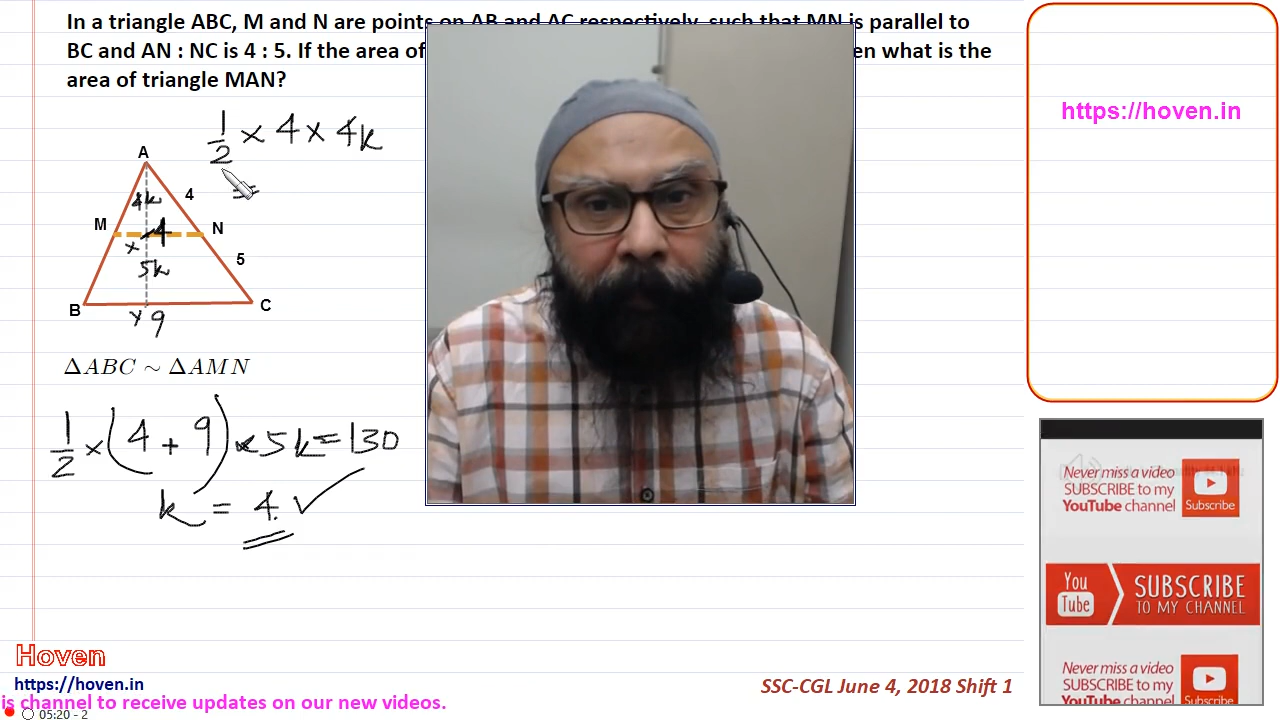 In a triangle ABC, M and N are points on AB and AC respectively, such that MN is parallel to
BC and AN : NC is 4 : 5. If the area of en what is the
area of triangle MAN?
https://hoven.in
1/2 × 4 × 4k
=
A
4k
4
M
N
4
x
5k
5
B
C
x 9
ΔABC ∼ ΔAMN
1/2 × (4 + 9) × 5k = 130
k = 4 ✓
Never miss a video
SUBSCRIBE to my
YouTube channel
Subscribe
You
Tube
SUBSCRIBE
TO MY CHANNEL
Never miss a video
SUBSCRIBE to my
YouTube channel
Subscribe
Hoven
https://hoven.in
SSC-CGL June 4, 2018 Shift 1
is channel to receive updates on our new videos.
05:20 - 2